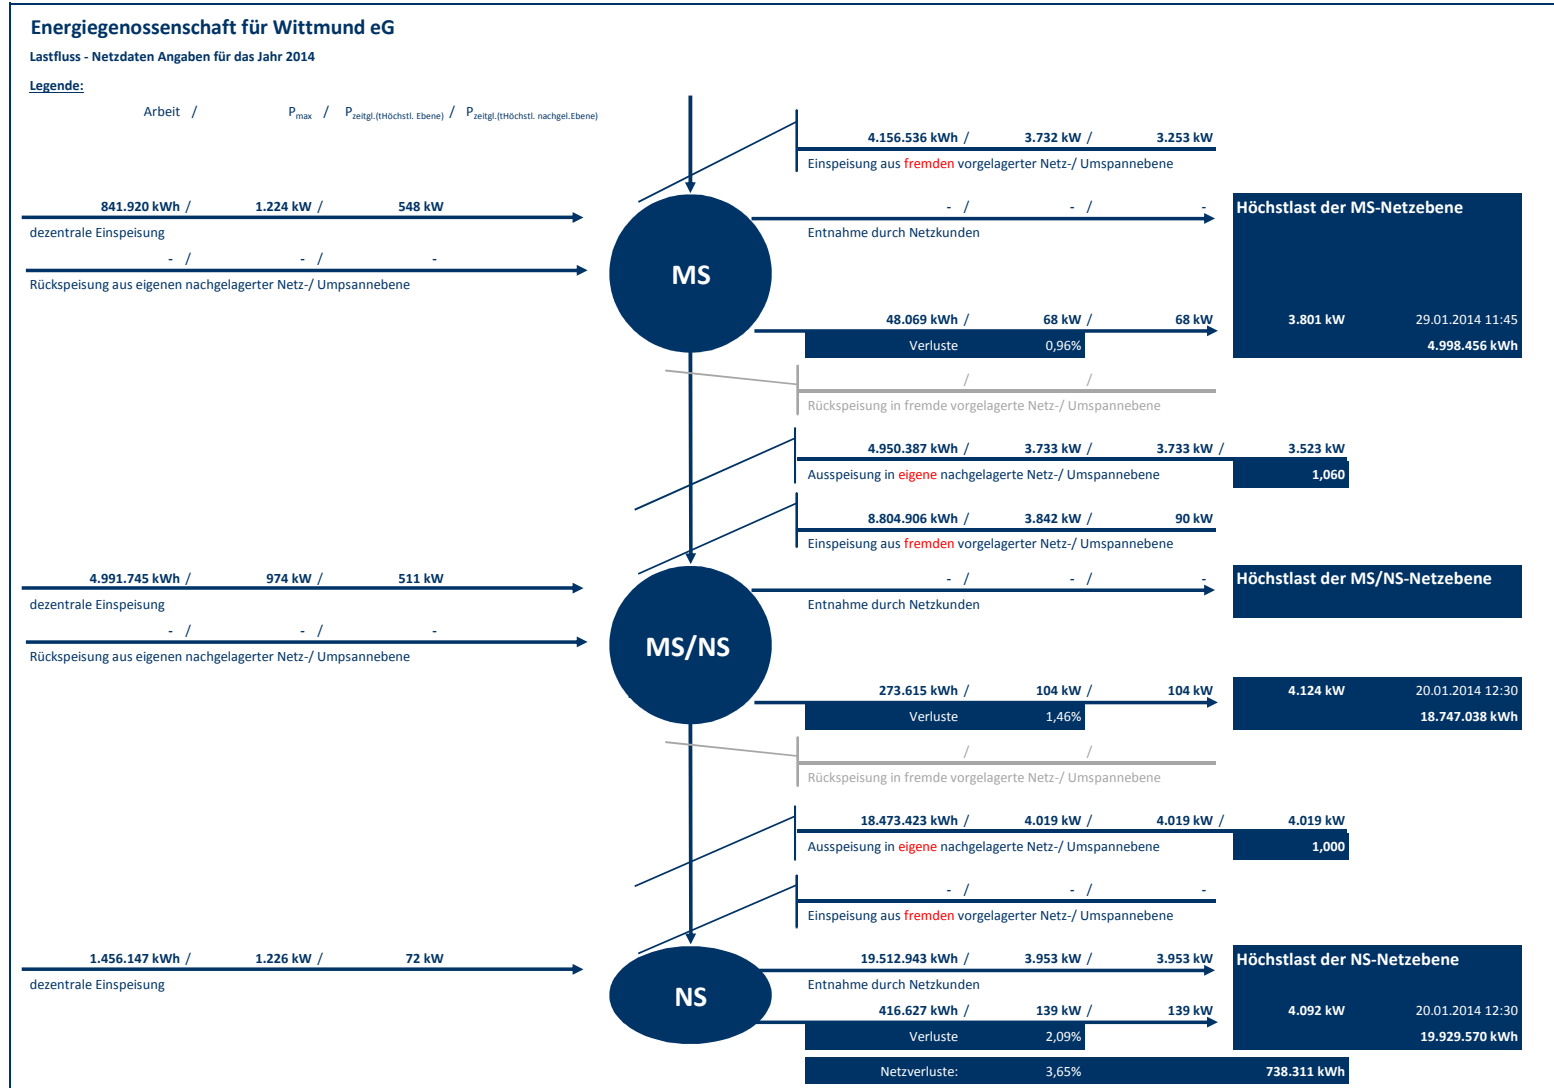 Energiegenossenschaft für Wittmund eG
Lastfluss - Netzdaten Angaben für das Jahr 2014
Legende:
Arbeit / Pmax / Pzeitgl.(tHöchstl. Ebene) / Pzeitgl.(tHöchstl. nachgel.Ebene)
4.156.536 kWh / 3.732 kW / 3.253 kW
Einspeisung aus fremden vorgelagerter Netz-/ Umspannebene
841.920 kWh / 1.224 kW / 548 kW
dezentrale Einspeisung
- / - / -
Rückspeisung aus eigenen nachgelagerter Netz-/ Umpsannebene
MS
- / - / -
Entnahme durch Netzkunden
48.069 kWh / 68 kW / 68 kW
Verluste 0,96%
Höchstlast der MS-Netzebene
3.801 kW 29.01.2014 11:45
4.998.456 kWh
/ /
Rückspeisung in fremde vorgelagerte Netz-/ Umspannebene
4.950.387 kWh / 3.733 kW / 3.733 kW / 3.523 kW
Ausspeisung in eigene nachgelagerte Netz-/ Umspannebene 1,060
8.804.906 kWh / 3.842 kW / 90 kW
Einspeisung aus fremden vorgelagerter Netz-/ Umspannebene
4.991.745 kWh / 974 kW / 511 kW
dezentrale Einspeisung
- / - / -
Rückspeisung aus eigenen nachgelagerter Netz-/ Umpsannebene
MS/NS
- / - / -
Entnahme durch Netzkunden
273.615 kWh / 104 kW / 104 kW
Verluste 1,46%
Höchstlast der MS/NS-Netzebene
4.124 kW 20.01.2014 12:30
18.747.038 kWh
/ /
Rückspeisung in fremde vorgelagerte Netz-/ Umspannebene
18.473.423 kWh / 4.019 kW / 4.019 kW / 4.019 kW
Ausspeisung in eigene nachgelagerte Netz-/ Umspannebene 1,000
- / - / -
Einspeisung aus fremden vorgelagerter Netz-/ Umspannebene
1.456.147 kWh / 1.226 kW / 72 kW
dezentrale Einspeisung
NS
19.512.943 kWh / 3.953 kW / 3.953 kW
Entnahme durch Netzkunden
416.627 kWh / 139 kW / 139 kW
Verluste 2,09%
Höchstlast der NS-Netzebene
4.092 kW 20.01.2014 12:30
19.929.570 kWh
Netzverluste: 3,65% 738.311 kWh